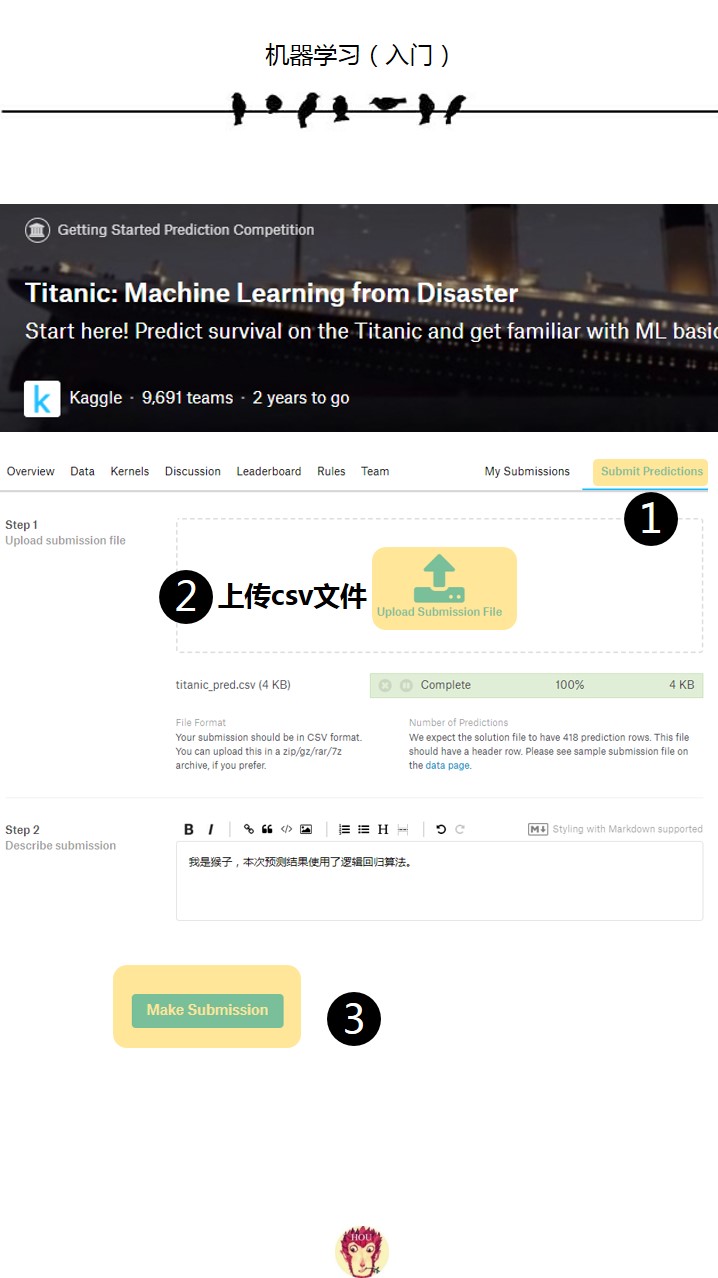 机器学习（入门）
Getting Started Prediction Competition
Titanic: Machine Learning from Disaster
Start here! Predict survival on the Titanic and get familiar with ML basic
k Kaggle · 9,691 teams · 2 years to go
Overview Data Kernels Discussion Leaderboard Rules Team My Submissions Submit Predictions
1
Step 1
Upload submission file
2 上传csv文件
Upload Submission File
titanic_pred.csv (4 KB) Complete 100% 4 KB
File Format
Your submission should be in CSV format.
You can upload this in a zip/gz/rar/7z
archive, if you prefer.
Number of Predictions
We expect the solution file to have 418 prediction rows. This file
should have a header row. Please see sample submission file on
the data page.
Step 2
Describe submission
B I </> H M Styling with Markdown supported
我是猴子，本次预测结果使用了逻辑回归算法。
Make Submission
3
HOU